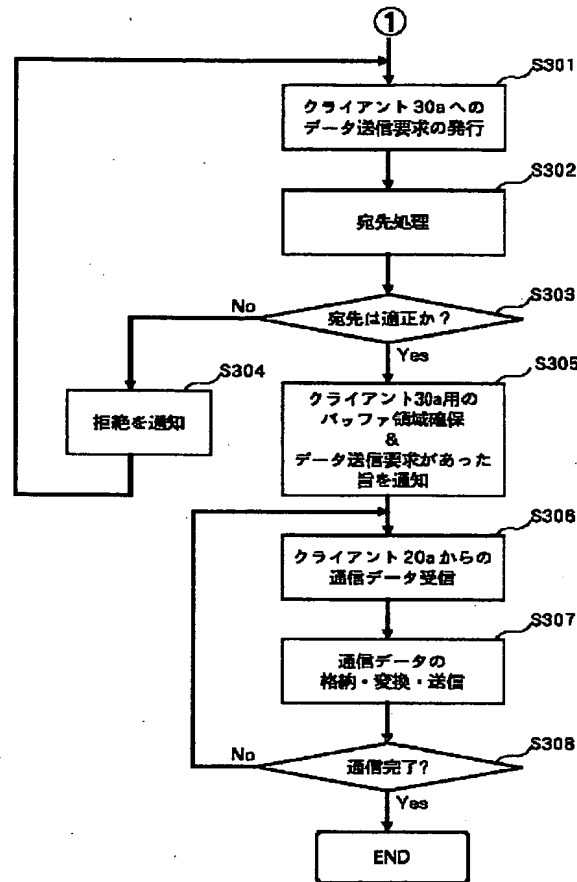 ①
S301
クライアント30aへの
データ送信要求の発行
S302
宛先処理
S303
宛先は適正か？
No
Yes
S304
拒絶を通知
S305
クライアント30a用の
バッファ領域確保
&
データ送信要求があった
旨を通知
S306
クライアント20aからの
通信データ受信
S307
通信データの
格納・変換・送信
S308
通信完了？
No
Yes
END